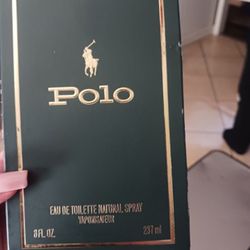 Polo
EAU DE TOILETTE NATURAL SPRAY
VAPORISATEUR
8 FL. OZ. 237 ml